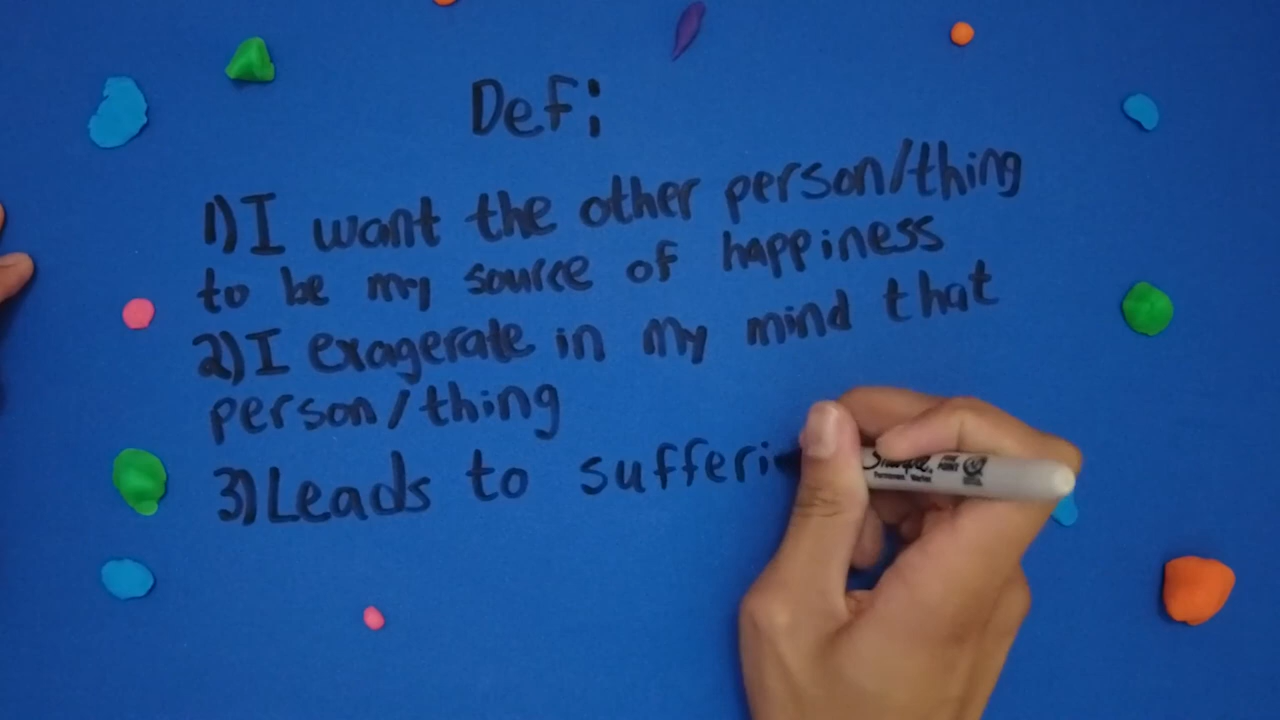 Def:
1) I want the other person/thing
to be my source of happiness
2) I exagerate in my mind that
person/thing
3) Leads to sufferi
Sharpie